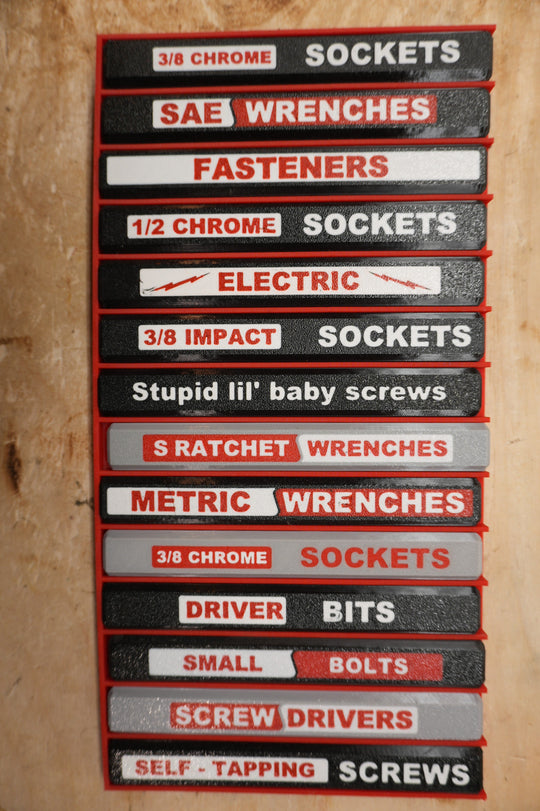 3/8 CHROME SOCKETS
SAE WRENCHES
FASTENERS
1/2 CHROME SOCKETS
ELECTRIC
3/8 IMPACT SOCKETS
Stupid lil' baby screws
S RATCHET WRENCHES
METRIC WRENCHES
3/8 CHROME SOCKETS
DRIVER BITS
SMALL BOLTS
SCREW DRIVERS
SELF - TAPPING SCREWS